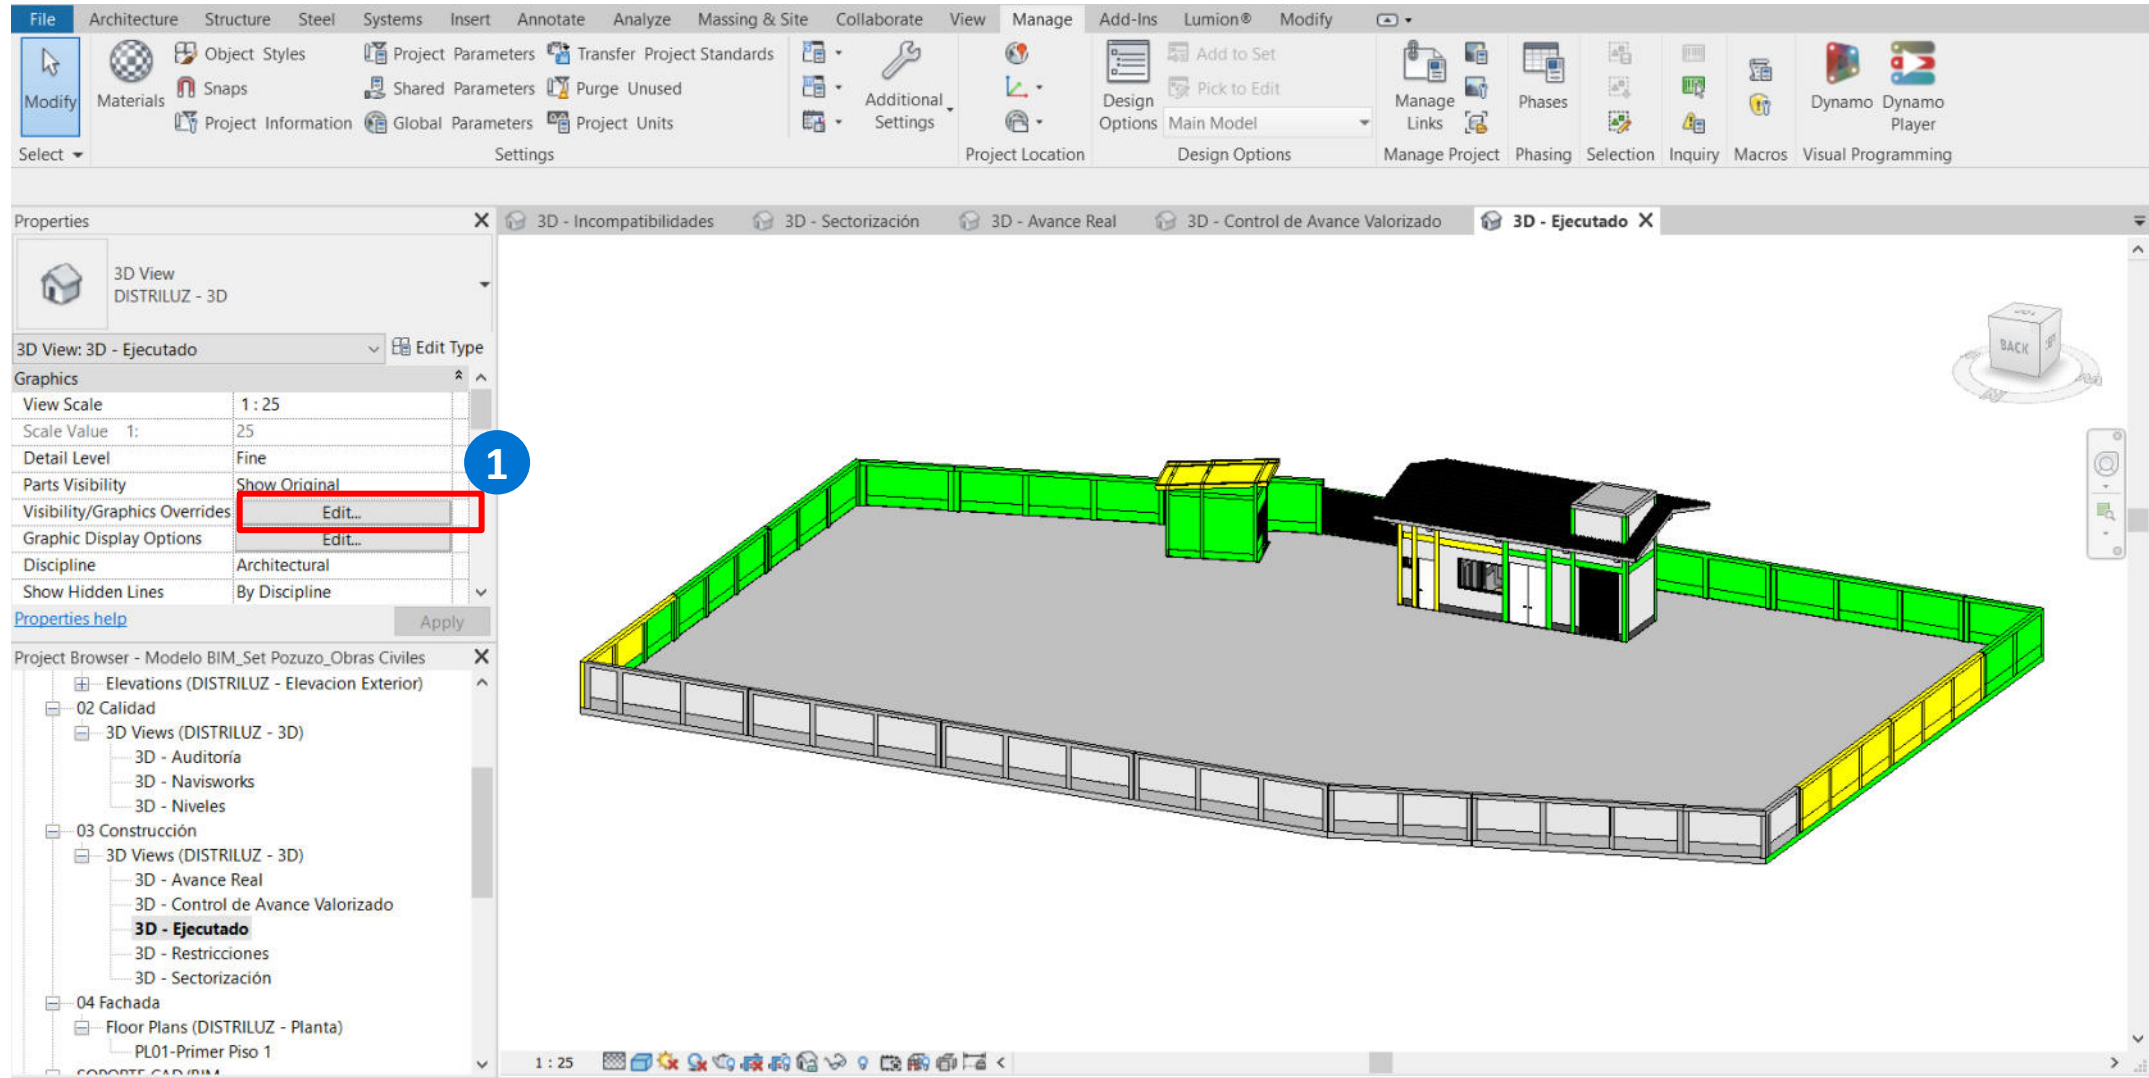 File Architecture Structure Steel Systems Insert Annotate Analyze Massing & Site Collaborate View Manage Add-Ins Lumion® Modify
Modify
Materials
Object Styles
Snaps
Project Information
Project Parameters
Shared Parameters
Global Parameters
Transfer Project Standards
Purge Unused
Project Units
Additional
Settings
Design
Options
Add to Set
Pick to Edit
Main Model
Manage
Links
Phases
Dynamo
Dynamo
Player
Select Settings Project Location Design Options Manage Project Phasing Selection Inquiry Macros Visual Programming
Properties
3D - Incompatibilidades 3D - Sectorización 3D - Avance Real 3D - Control de Avance Valorizado 3D - Ejecutado
3D View
DISTRILUZ - 3D
3D View: 3D - Ejecutado Edit Type
Graphics
View Scale 1 : 25
Scale Value 1: 25
Detail Level Fine
Parts Visibility Show Original
Visibility/Graphics Overrides Edit...
Graphic Display Options Edit...
Discipline Architectural
Show Hidden Lines By Discipline
Properties help Apply
1
BACK
Project Browser - Modelo BIM_Set Pozuzo_Obras Civiles
Elevations (DISTRILUZ - Elevacion Exterior)
02 Calidad
3D Views (DISTRILUZ - 3D)
3D - Auditoría
3D - Navisworks
3D - Niveles
03 Construcción
3D Views (DISTRILUZ - 3D)
3D - Avance Real
3D - Control de Avance Valorizado
3D - Ejecutado
3D - Restricciones
3D - Sectorización
04 Fachada
Floor Plans (DISTRILUZ - Planta)
PL01-Primer Piso 1
SOPORTE CAD/BIM
1 : 25